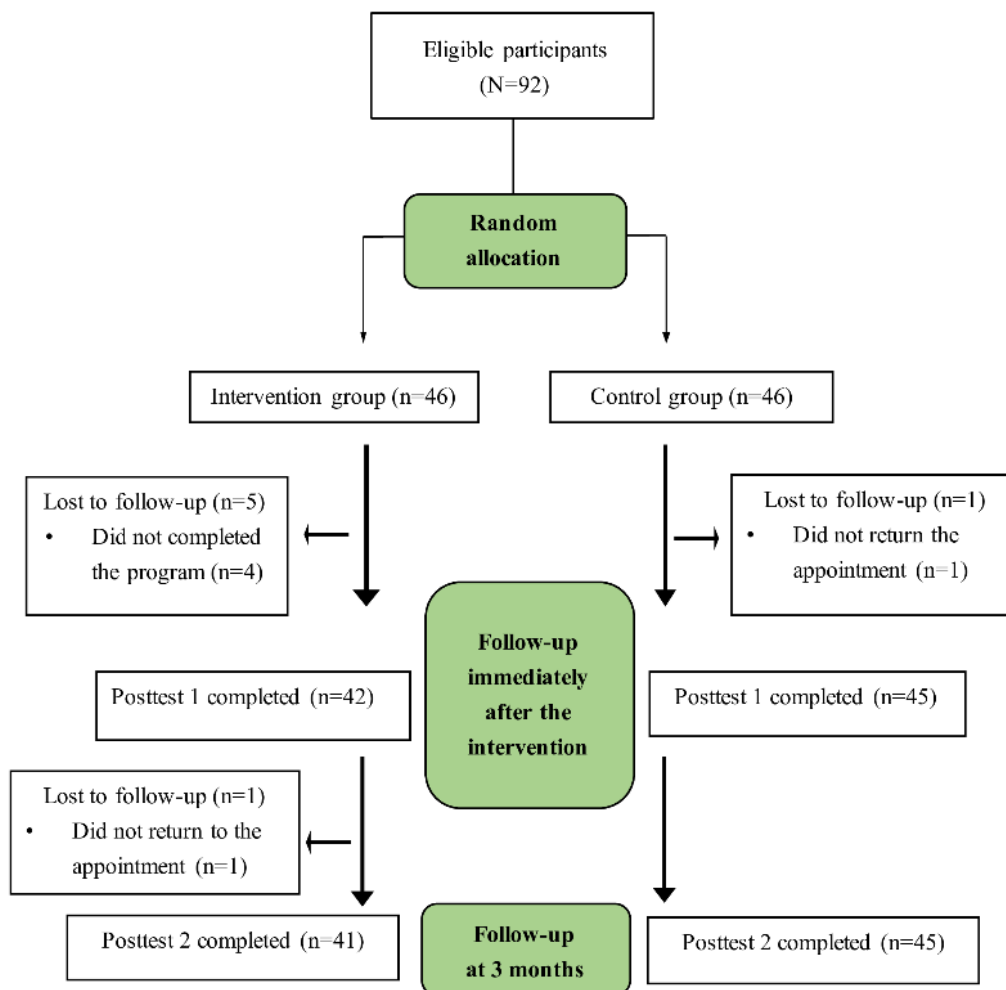 Eligible participants
(N=92)
Random
allocation
Intervention group (n=46)
Control group (n=46)
Lost to follow-up (n=5)
• Did not completed
the program (n=4)
Lost to follow-up (n=1)
• Did not return the
appointment (n=1)
Follow-up
immediately
after the
intervention
Posttest 1 completed (n=42)
Posttest 1 completed (n=45)
Lost to follow-up (n=1)
• Did not return to the
appointment (n=1)
Posttest 2 completed (n=41)
Follow-up
at 3 months
Posttest 2 completed (n=45)